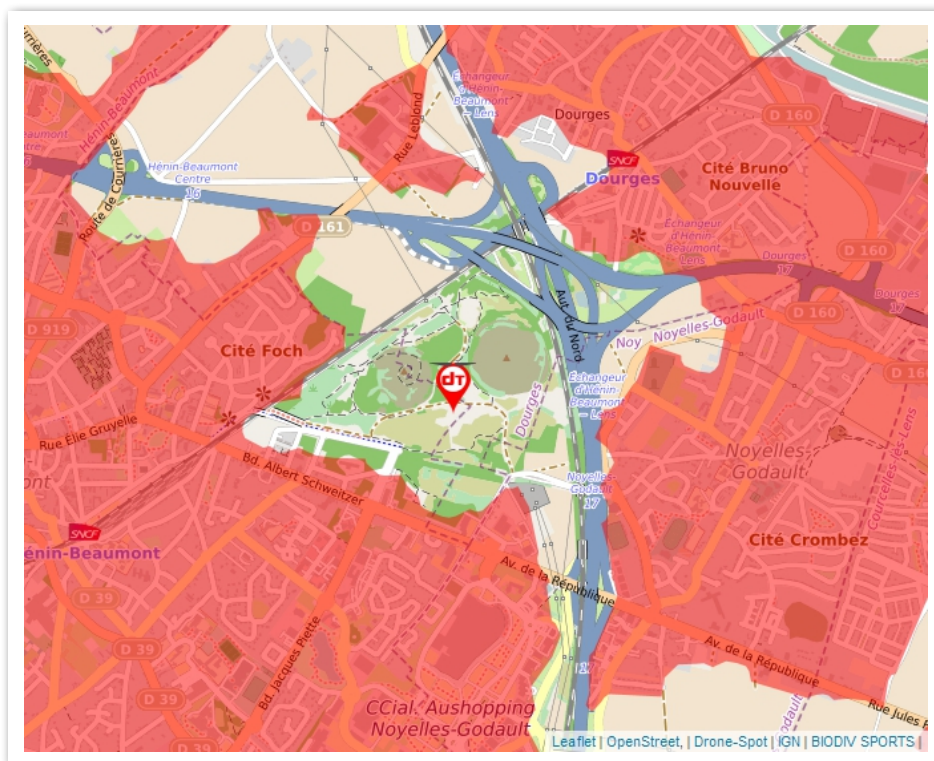 Hénin-Beaumont
Route de Courrières
Hénin-Beaumont
Centre
16
Rue Leblond
Échangeur
d'Hénin-
Beaumont
– Lens
Dourges
SNCF
Dourges
D 160
Cité Bruno
Nouvelle
D 161
Échangeur
d'Hénin-
Beaumont
Lens
Dourges
17
D 160
Dourges
17
D 160
D 919
Cité Foch
Aut. du Nord
Noyelles-Godault
D 160
dT
Échangeur
d'Hénin-
Beaumont
– Lens
Dourges
Rue Élie Gruyelle
Bd. Albert Schweitzer
Noyelles-
Godault
17
Noyelles-
Godault
Courcelles-lès-Lens
SNCF
Hénin-Beaumont
Cité Crombez
Av. de la République
D 39
D 39
D 39
D 39
Bd. Jacques Piette
Av. de la République
CCial. Aushopping
Noyelles-Godault
Rue Jules
Leaflet | OpenStreet, | Drone-Spot | IGN | BIODIV SPORTS |